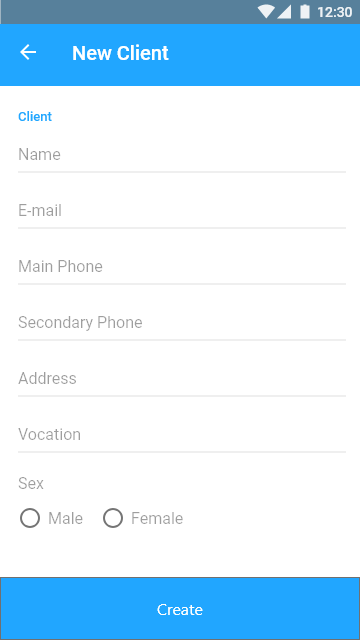 12:30
New Client
Client
Name
E-mail
Main Phone
Secondary Phone
Address
Vocation
Sex
Male Female
Create